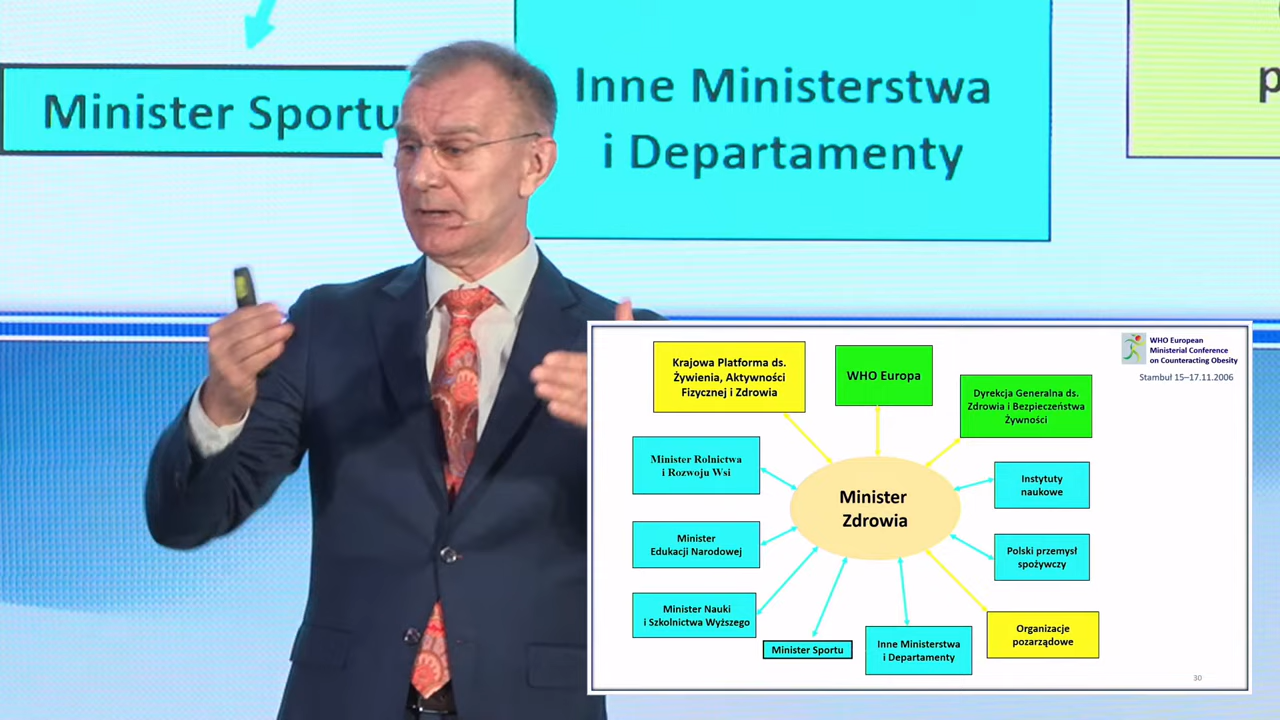 Minister Sportu
Inne Ministerstwa
i Departamenty
p
WHO European
Ministerial Conference
on Counteracting Obesity
Stambuł 15–17.11.2006
Krajowa Platforma ds.
Żywienia, Aktywności
Fizycznej i Zdrowia
WHO Europa
Dyrekcja Generalna ds.
Zdrowia i Bezpieczeństwa
Żywności
Minister Rolnictwa
i Rozwoju Wsi
Instytuty
naukowe
Minister
Zdrowia
Minister
Edukacji Narodowej
Polski przemysł
spożywczy
Minister Nauki
i Szkolnictwa Wyższego
Minister Sportu
Inne Ministerstwa
i Departamenty
Organizacje
pozarządowe
30